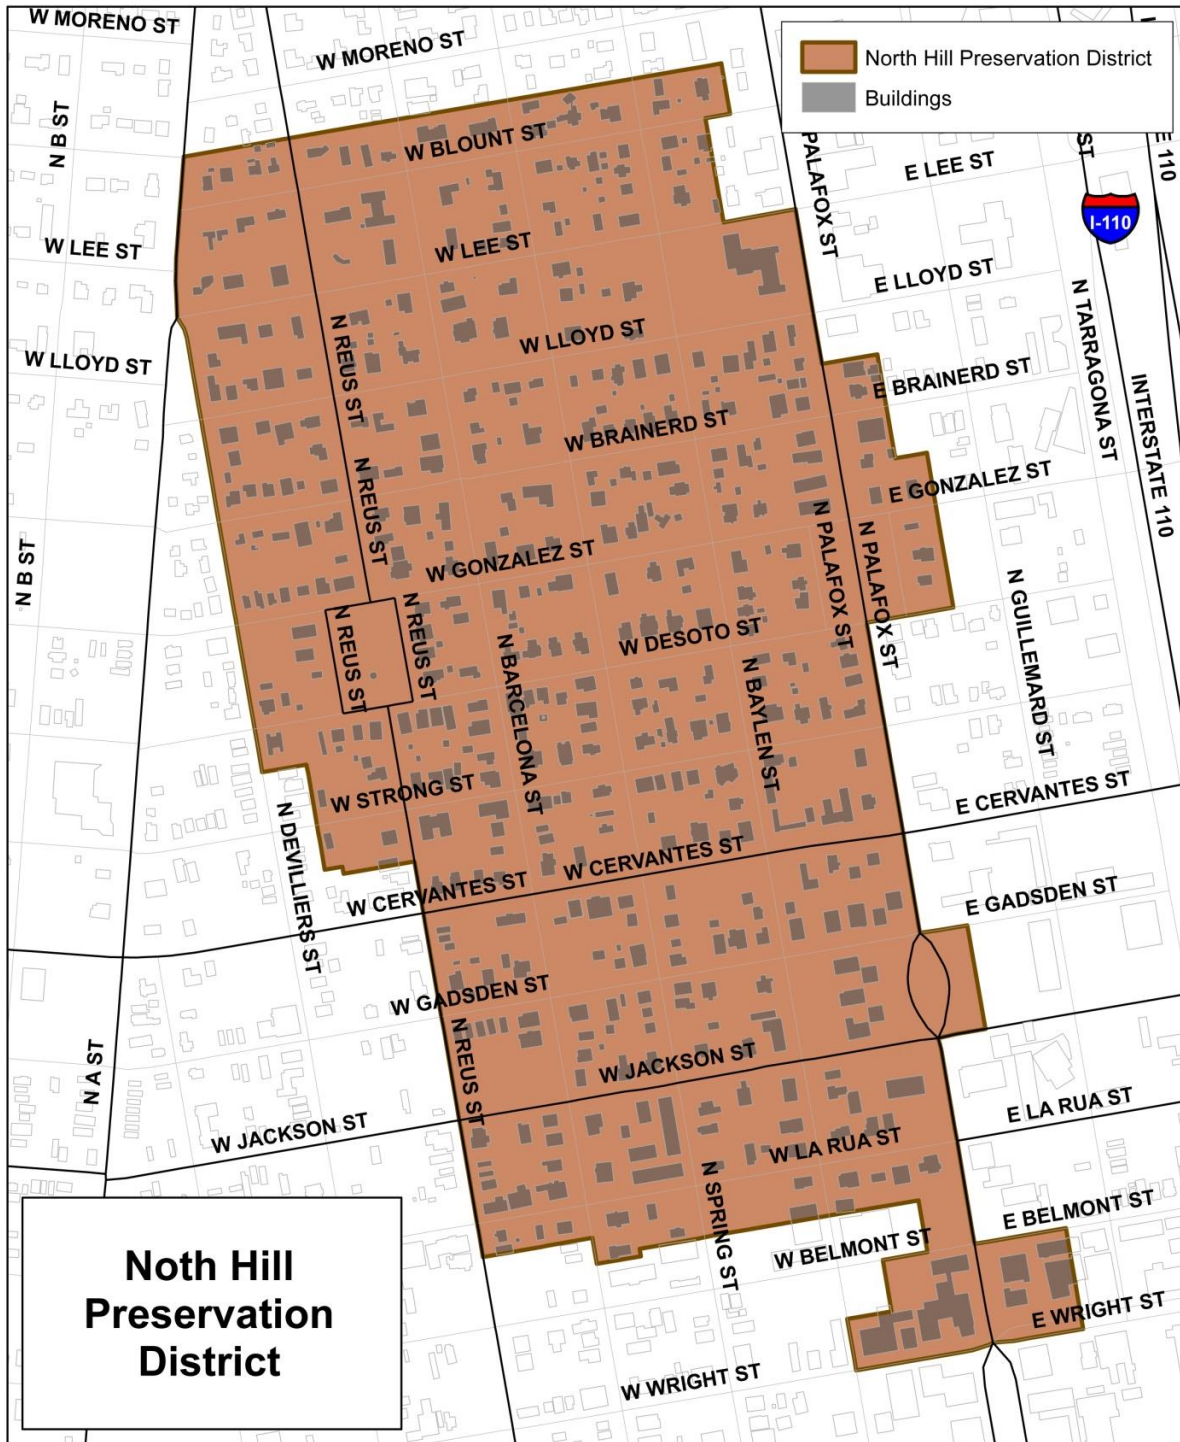 W MORENO ST
W MORENO ST
North Hill Preservation District
Buildings
N B ST
W BLOUNT ST
PALAFOX ST
E LEE ST
ST
E 110
I-110
W LEE ST
W LEE ST
E LLOYD ST
N TARRAGONA ST
W LLOYD ST
N REUS ST
W LLOYD ST
E BRAINERD ST
INTERSTATE 110
W BRAINERD ST
N REUS ST
E GONZALEZ ST
N B ST
W GONZALEZ ST
N PALAFOX ST
N PALAFOX ST
N GUILLEMARD ST
N REUS ST
N REUS ST
N BARCELONA ST
W DESOTO ST
N BAYLEN ST
W STRONG ST
E CERVANTES ST
N DEVILLIERS ST
W CERVANTES ST
W CERVANTES ST
E GADSDEN ST
W GADSDEN ST
N A ST
N REUS ST
W JACKSON ST
W JACKSON ST
E LA RUA ST
W LA RUA ST
N SPRING ST
W BELMONT ST
E BELMONT ST
E WRIGHT ST
W WRIGHT ST
Noth Hill
Preservation
District